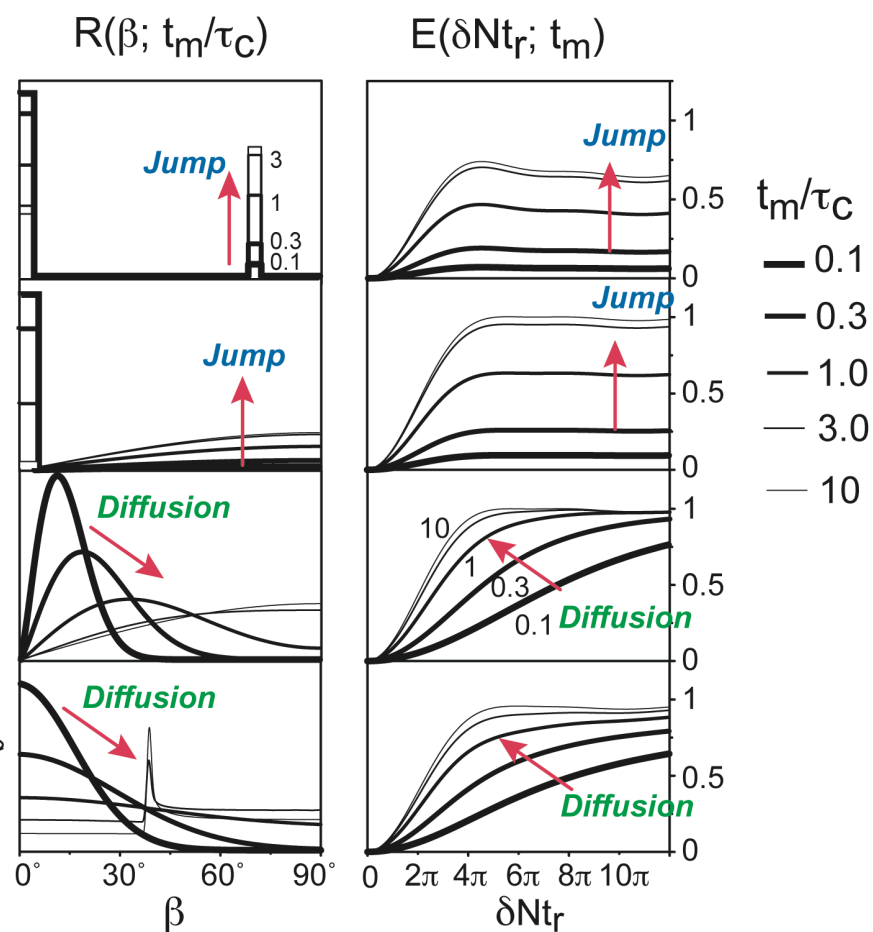 R(β; tm/τC)
E(δNtr; tm)
Jump
3
1
0.3
0.1
Jump
1
0.5
0
tm/τC
0.1
0.3
1.0
3.0
10
Jump
Jump
1
0.5
0
Diffusion
10
1
0.3
0.1
Diffusion
1
0.5
0
Diffusion
Diffusion
1
0.5
0
0° 30° 60° 90°
β
0 2π 4π 6π 8π 10π
δNtr